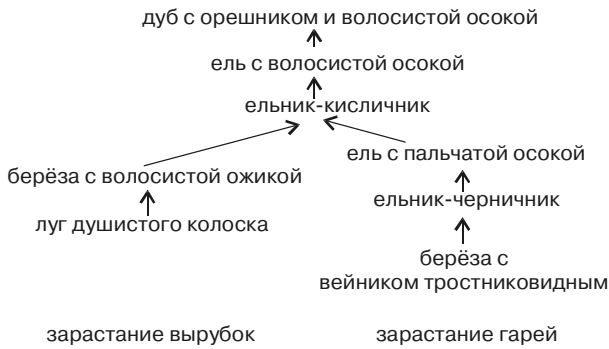 дуб с орешником и волосистой осокой
ель с волосистой осокой
ельник-кисличник
ель с пальчатой осокой
берёза с волосистой ожикой
ельник-черничник
луг душистого колоска
берёза с
вейником тростниковидным
зарастание вырубок
зарастание гарей